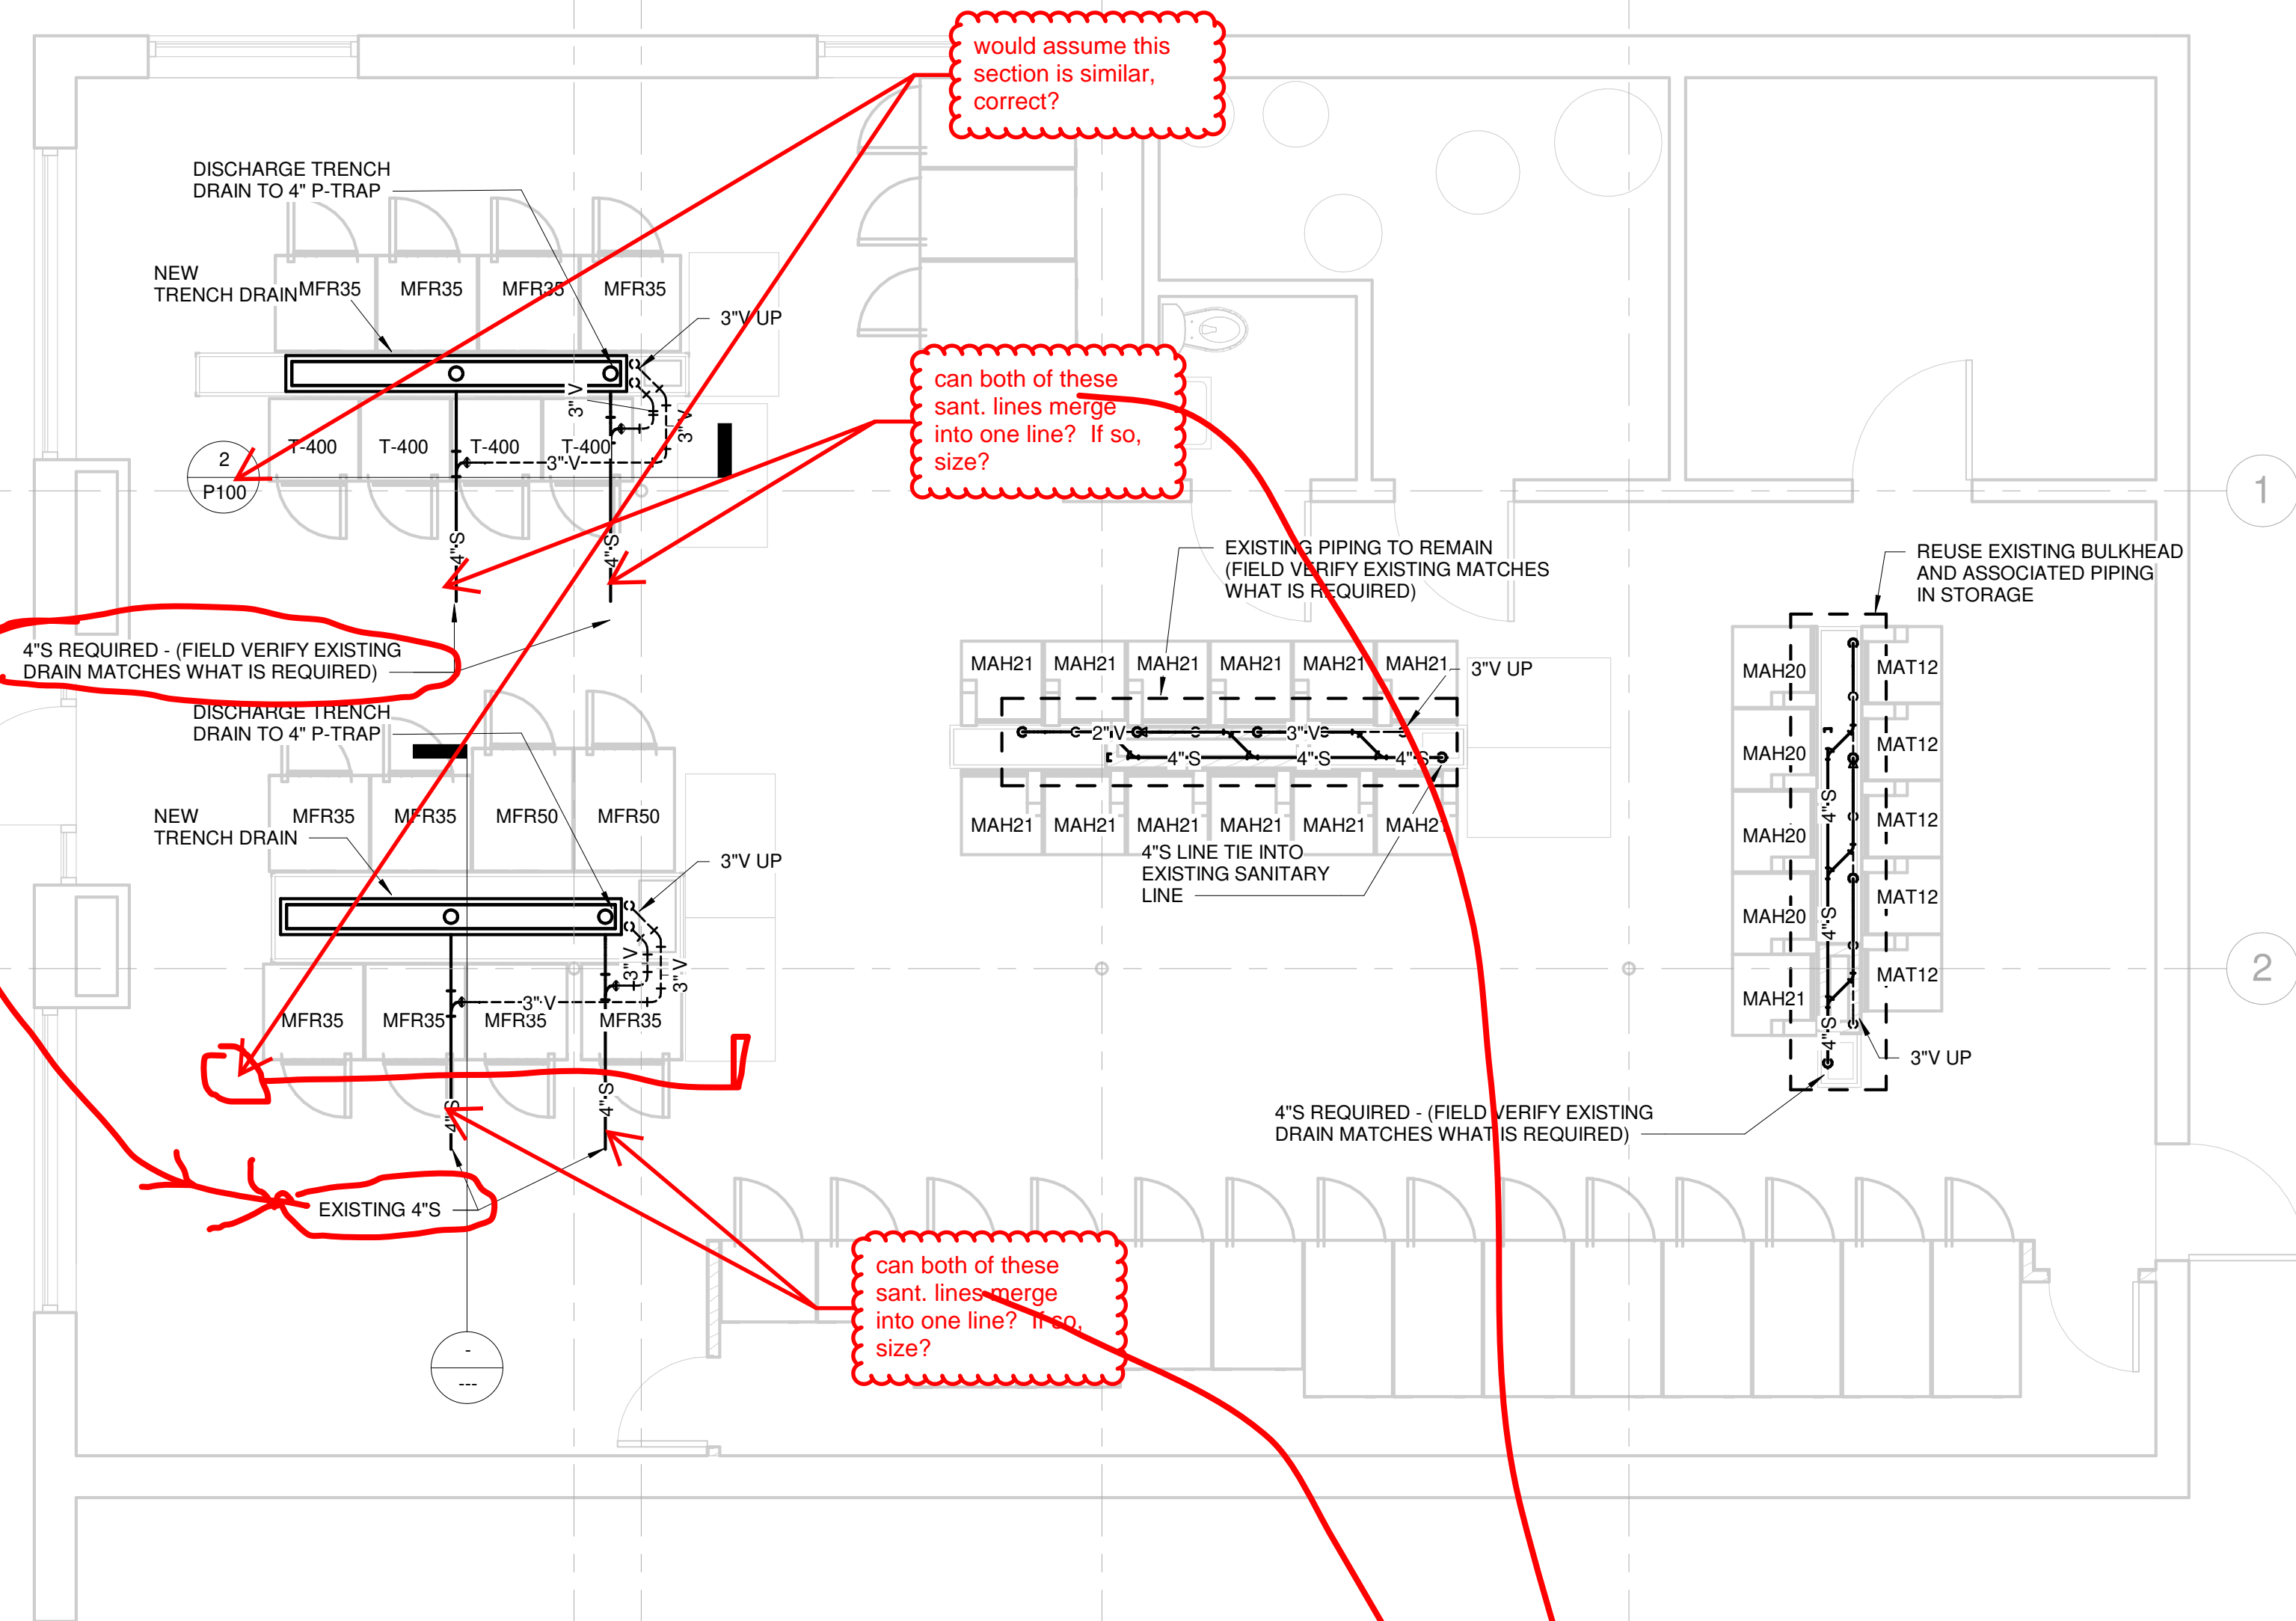 would assume this
section is similar,
correct?
DISCHARGE TRENCH
DRAIN TO 4" P-TRAP
NEW
TRENCH DRAIN
MFR35
MFR35
MFR35
MFR35
3"V UP
3" V
3" V
can both of these
sant. lines merge
into one line? If so,
size?
T-400
T-400
T-400
T-400
3" V
2
P100
1
4" S
4" S
EXISTING PIPING TO REMAIN
(FIELD VERIFY EXISTING MATCHES
WHAT IS REQUIRED)
REUSE EXISTING BULKHEAD
AND ASSOCIATED PIPING
IN STORAGE
4"S REQUIRED - (FIELD VERIFY EXISTING
DRAIN MATCHES WHAT IS REQUIRED)
MAH21
MAH21
MAH21
MAH21
MAH21
MAH21
3"V UP
2" V
3" V
4" S
4" S
4" S
MAH21
MAH21
MAH21
MAH21
MAH21
MAH21
4"S LINE TIE INTO
EXISTING SANITARY
LINE
MAH20
MAT12
MAH20
MAT12
4" S
MAH20
MAT12
MAH20
MAT12
4" S
MAH21
MAT12
4" S
3"V UP
DISCHARGE TRENCH
DRAIN TO 4" P-TRAP
NEW
TRENCH DRAIN
MFR35
MFR35
MFR50
MFR50
3"V UP
3" V
3" V
3" V
2
MFR35
MFR35
MFR35
MFR35
4" S
4" S
4"S REQUIRED - (FIELD VERIFY EXISTING
DRAIN MATCHES WHAT IS REQUIRED)
EXISTING 4"S
can both of these
sant. lines merge
into one line? If so,
size?
-
---